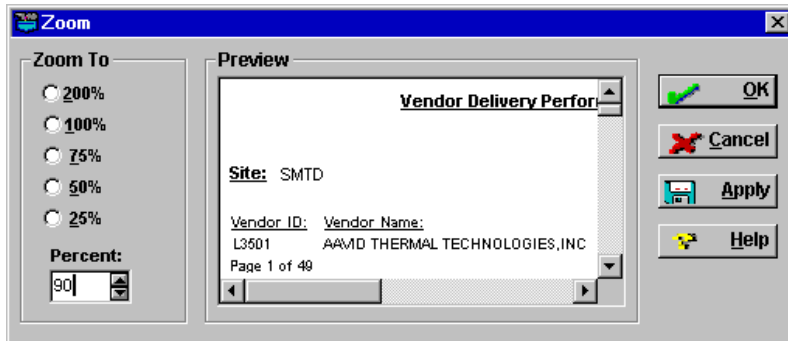 Zoom
Zoom To
200%
100%
75%
50%
25%
Percent:
90
Preview
Vendor Delivery Perfor
Site: SMTD
Vendor ID: Vendor Name:
L3501 AAVID THERMAL TECHNOLOGIES,INC
Page 1 of 49
OK
Cancel
Apply
Help